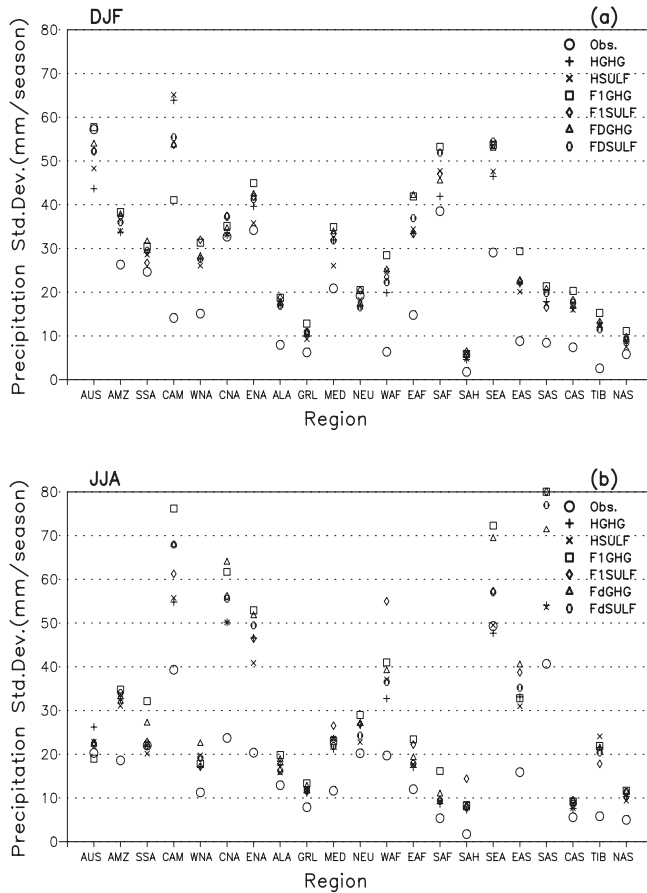 DJF
(a)
80
70
60
50
40
30
20
10
0
Precipitation Std.Dev.(mm/season)
Obs.
HGHG
HSULF
F1GHG
F1SULF
FDGHG
FDSULF
AUS AMZ SSA CAM WNA CNA ENA ALA GRL MED NEU WAF EAF SAF SAH SEA EAS SAS CAS TIB NAS
Region
JJA
(b)
80
70
60
50
40
30
20
10
0
Precipitation Std.Dev.(mm/season)
Obs.
HGHG
HSULF
F1GHG
F1SULF
FdGHG
FdSULF
AUS AMZ SSA CAM WNA CNA ENA ALA GRL MED NEU WAF EAF SAF SAH SEA EAS SAS CAS TIB NAS
Region